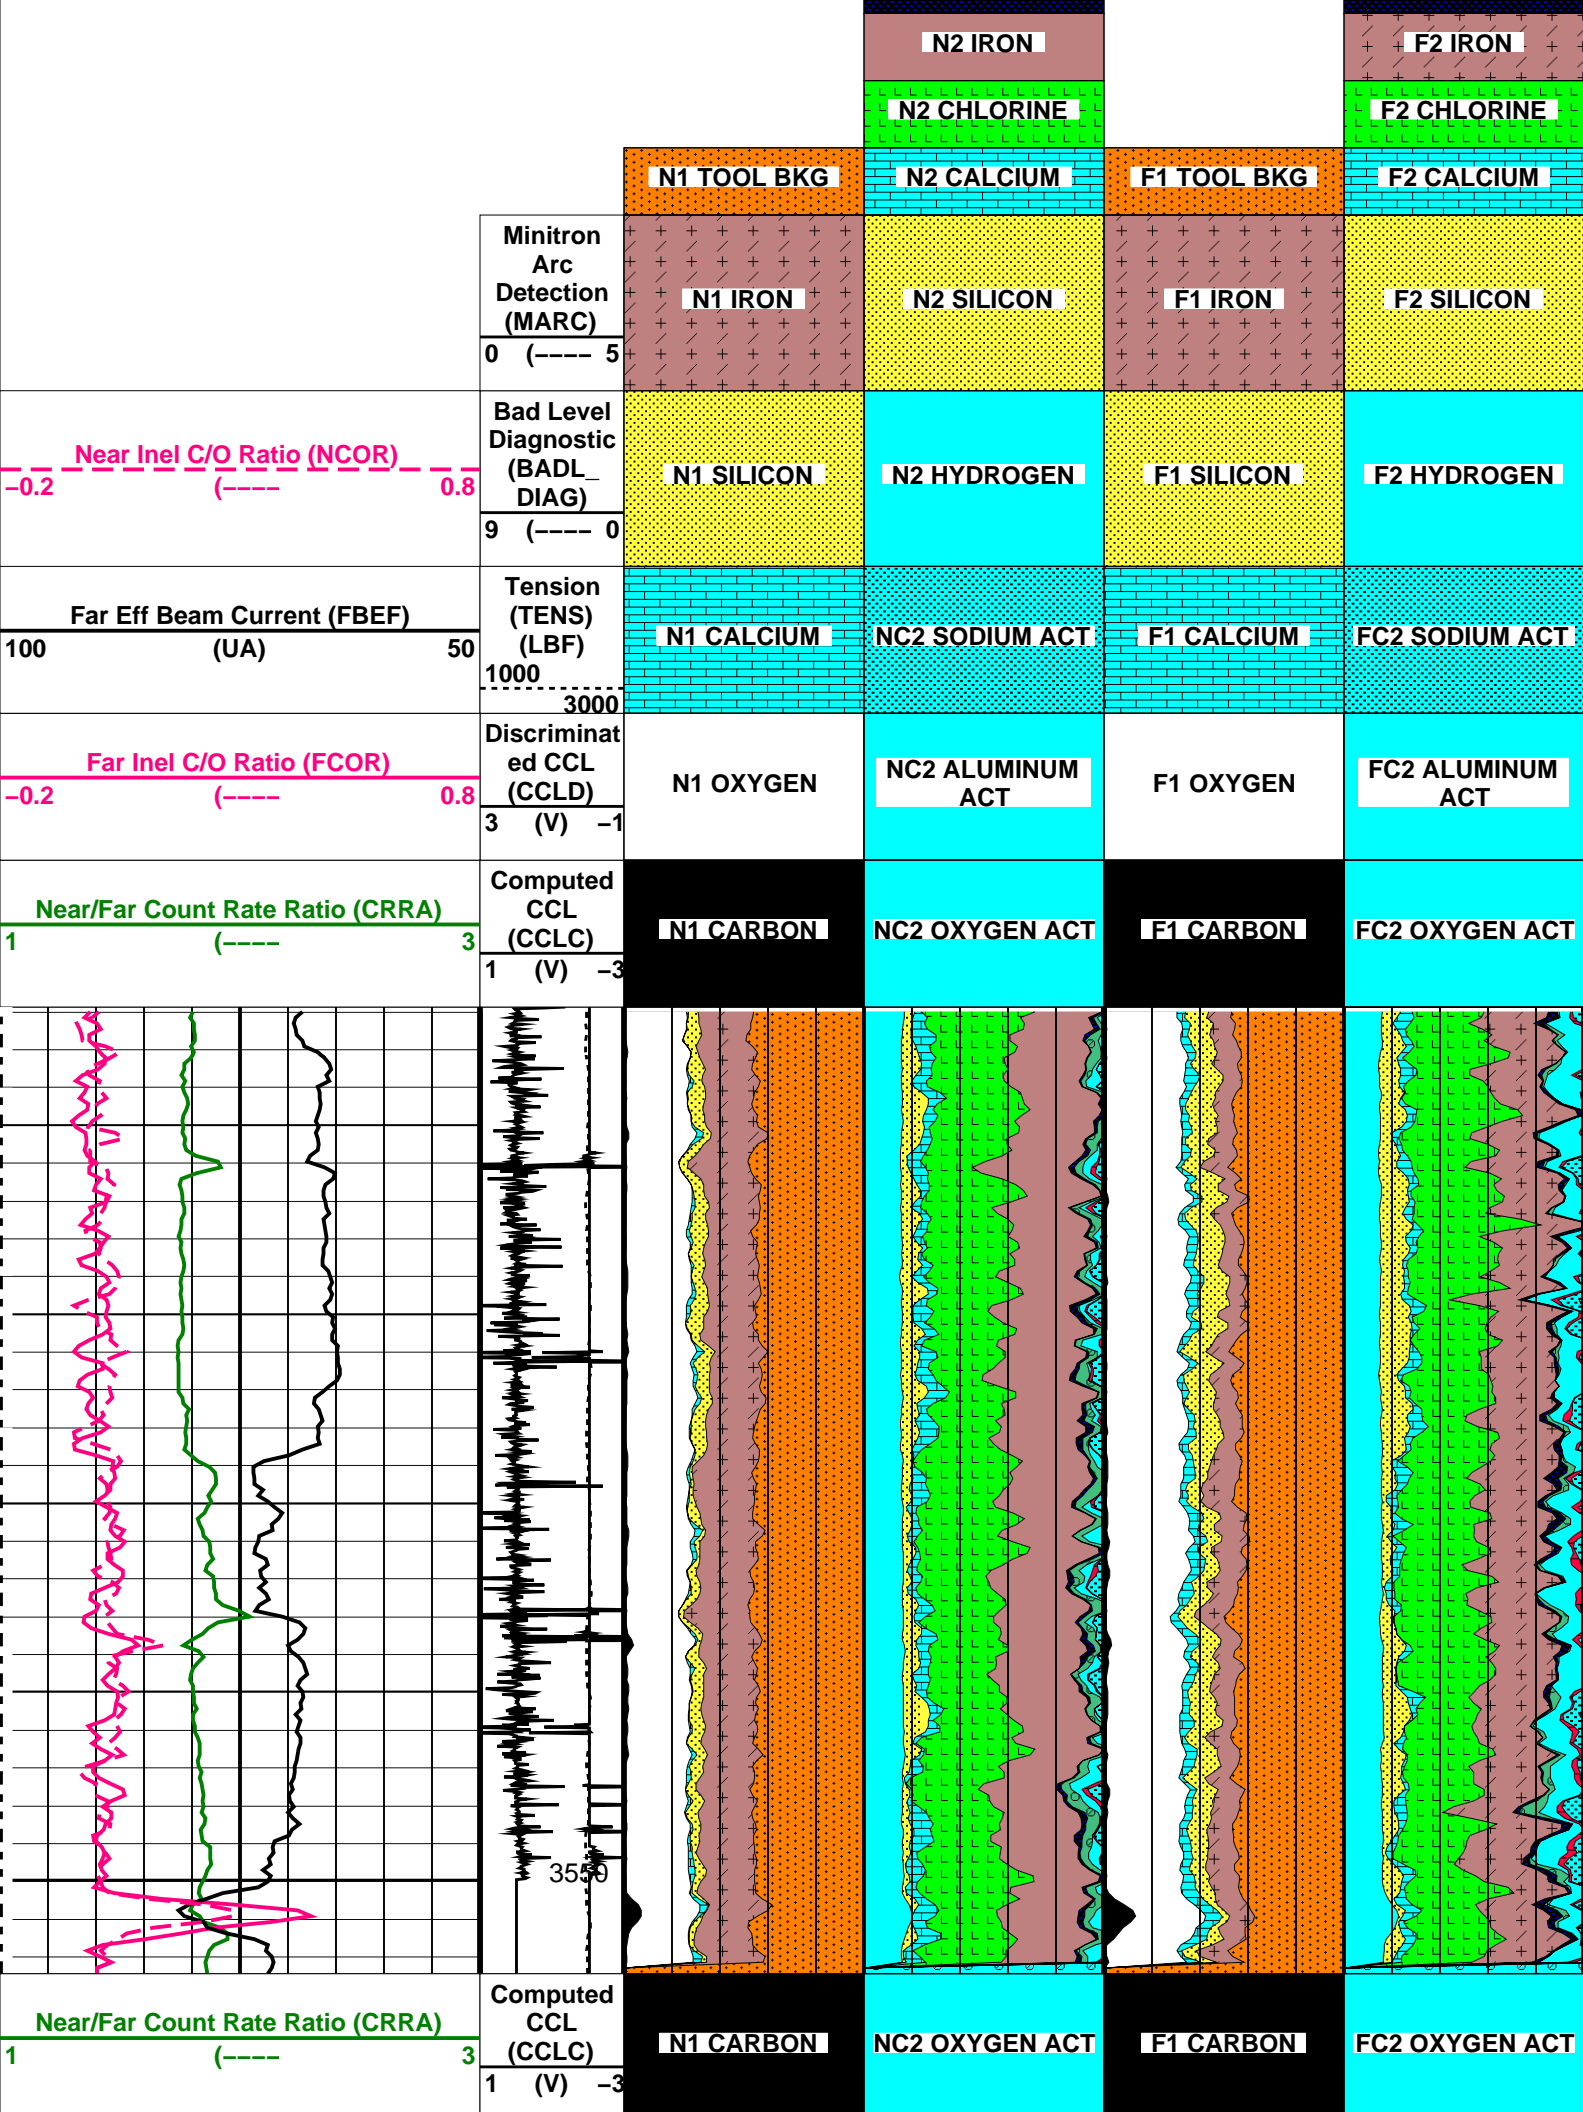 N2 IRON
F2 IRON
N2 CHLORINE
F2 CHLORINE
N1 TOOL BKG
N2 CALCIUM
F1 TOOL BKG
F2 CALCIUM
Minitron
Arc
Detection
(MARC)
0 (---- 5
N1 IRON
N2 SILICON
F1 IRON
F2 SILICON
Near Inel C/O Ratio (NCOR)
-0.2 (---- 0.8
Bad Level
Diagnostic
(BADL_
DIAG)
9 (---- 0
N1 SILICON
N2 HYDROGEN
F1 SILICON
F2 HYDROGEN
Far Eff Beam Current (FBEF)
100 (UA) 50
Tension
(TENS)
(LBF)
1000
3000
N1 CALCIUM
NC2 SODIUM ACT
F1 CALCIUM
FC2 SODIUM ACT
Far Inel C/O Ratio (FCOR)
-0.2 (---- 0.8
Discriminat
ed CCL
(CCLD)
3 (V) -1
N1 OXYGEN
NC2 ALUMINUM
ACT
F1 OXYGEN
FC2 ALUMINUM
ACT
Near/Far Count Rate Ratio (CRRA)
1 (---- 3
Computed
CCL
(CCLC)
1 (V) -3
N1 CARBON
NC2 OXYGEN ACT
F1 CARBON
FC2 OXYGEN ACT
3550
Near/Far Count Rate Ratio (CRRA)
1 (---- 3
Computed
CCL
(CCLC)
1 (V) -3
N1 CARBON
NC2 OXYGEN ACT
F1 CARBON
FC2 OXYGEN ACT